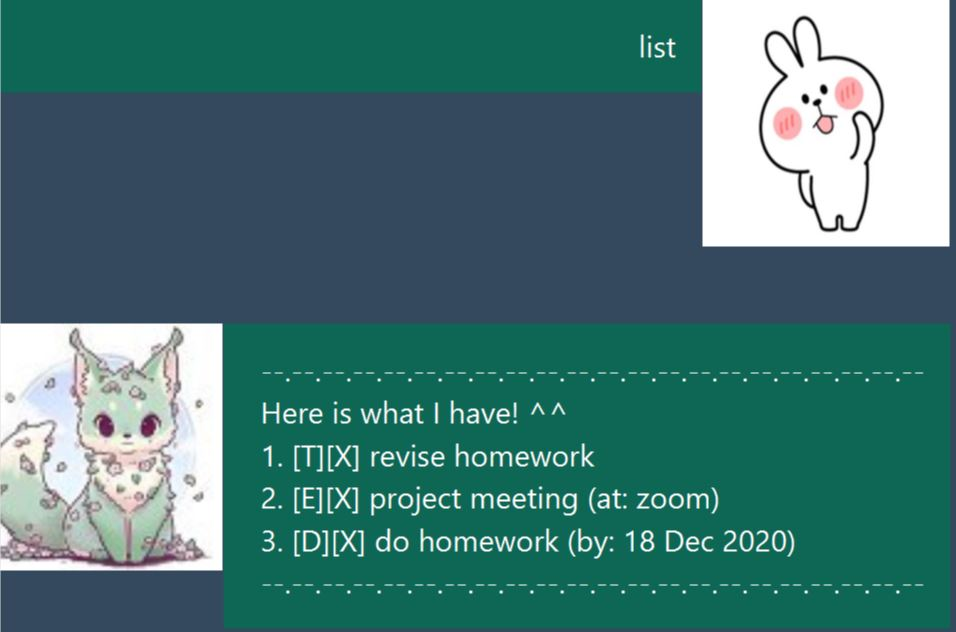 list
--.--.--.--.--.--.--.--.--.--.--.--.--.--.--.--.--.--.--.--.--.--
Here is what I have! ^^
1. [T][X] revise homework
2. [E][X] project meeting (at: zoom)
3. [D][X] do homework (by: 18 Dec 2020)
--.--.--.--.--.--.--.--.--.--.--.--.--.--.--.--.--.--.--.--.--.--